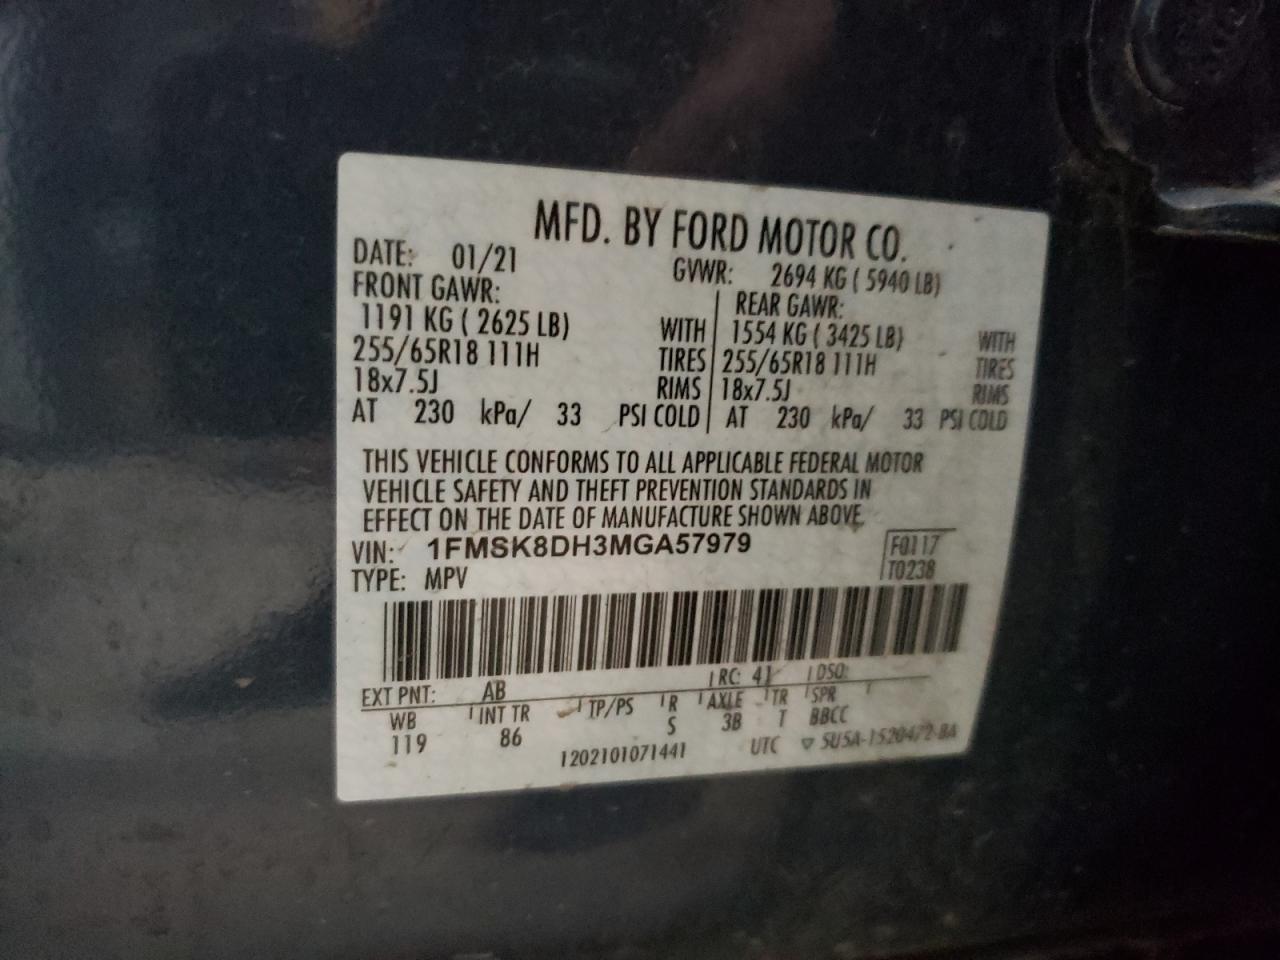 MFD. BY FORD MOTOR CO.
DATE: 01/21 GVWR: 2694 KG ( 5940 LB)
FRONT GAWR: REAR GAWR:
1191 KG ( 2625 LB) WITH 1554 KG ( 3425 LB) WITH
255/65R18 111H TIRES 255/65R18 111H TIRES
18x7.5J RIMS 18x7.5J RIMS
AT 230 kPa/ 33 PSI COLD AT 230 kPa/ 33 PSI COLD
THIS VEHICLE CONFORMS TO ALL APPLICABLE FEDERAL MOTOR
VEHICLE SAFETY AND THEFT PREVENTION STANDARDS IN
EFFECT ON THE DATE OF MANUFACTURE SHOWN ABOVE.
VIN: 1FMSK8DH3MGA57979 F0117
TYPE: MPV T0238
EXT PNT: AB RC: 41 DSO:
WB INT TR TP/PS R AXLE TR SPR
119 86 S 3B T BBCC
1202101071441 UTC ▽ 5U5A-1520472-BA